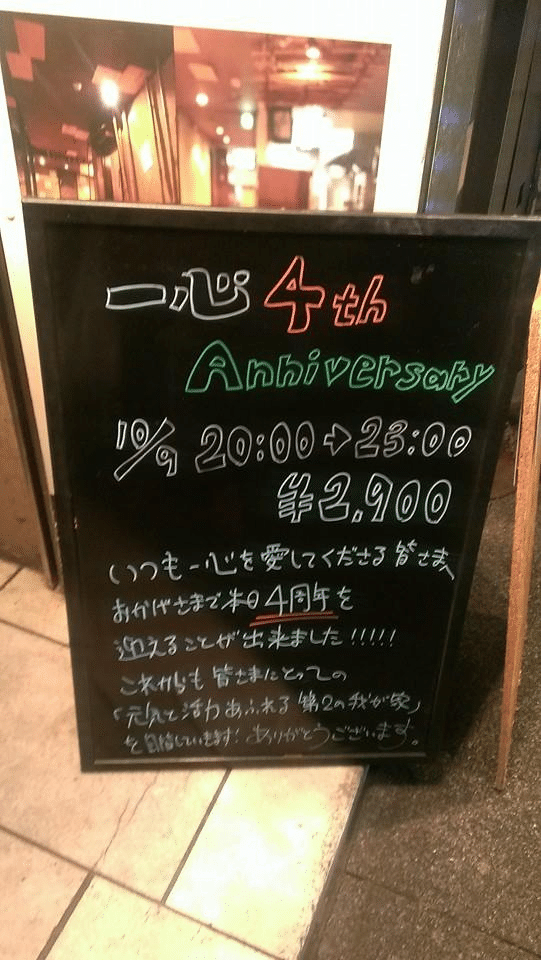 一心 4th
Anniversary
10/9 20:00→23:00
¥2,900
いつも一心を愛してくださる皆さま、
おかげさまで本日4周年を
迎えることが出来ました!!!!!
これからも皆さまにとっての
「元気と活力あふれる第2の我が家」
を目指していきます!ありがとうございます。